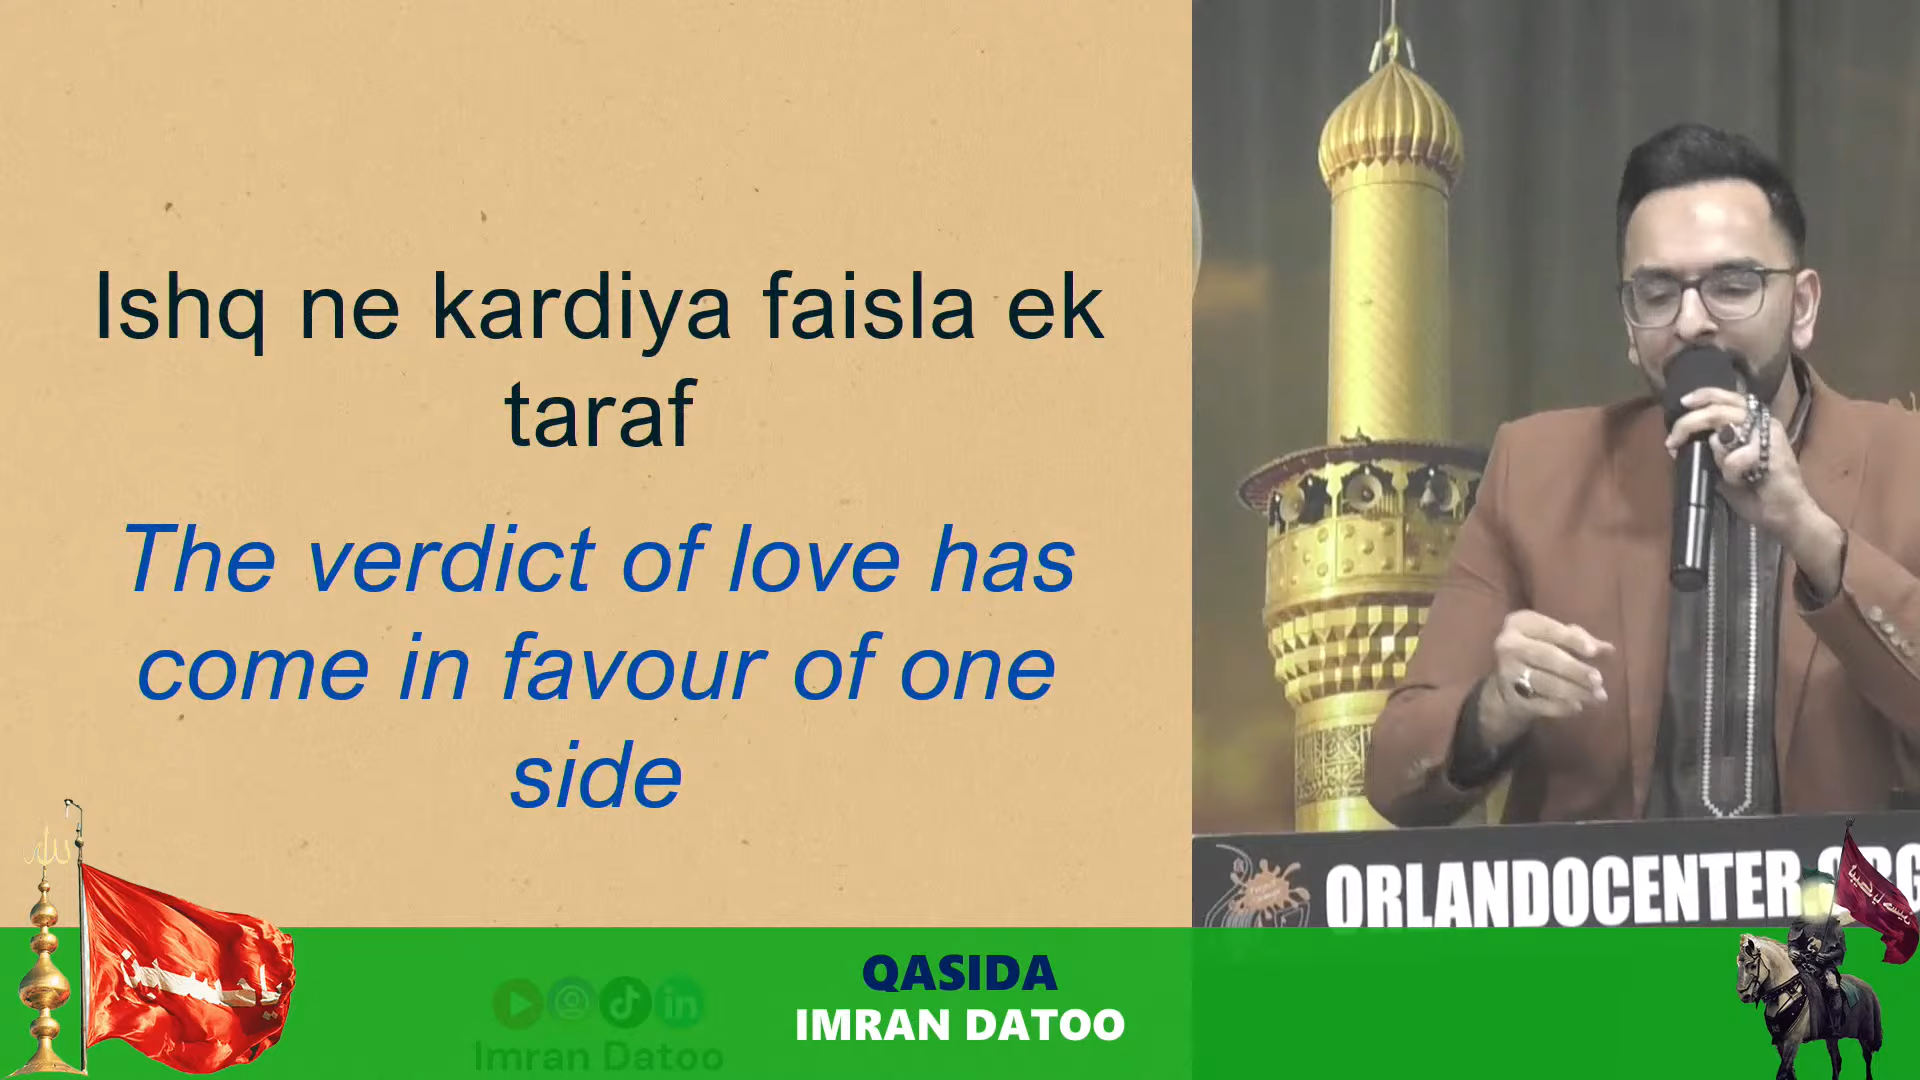 Ishq ne kardiya faisla ek
taraf
The verdict of love has
come in favour of one
side
ORLANDOCENTER.ORG
QASIDA
IMRAN DATOO
Imran Datoo